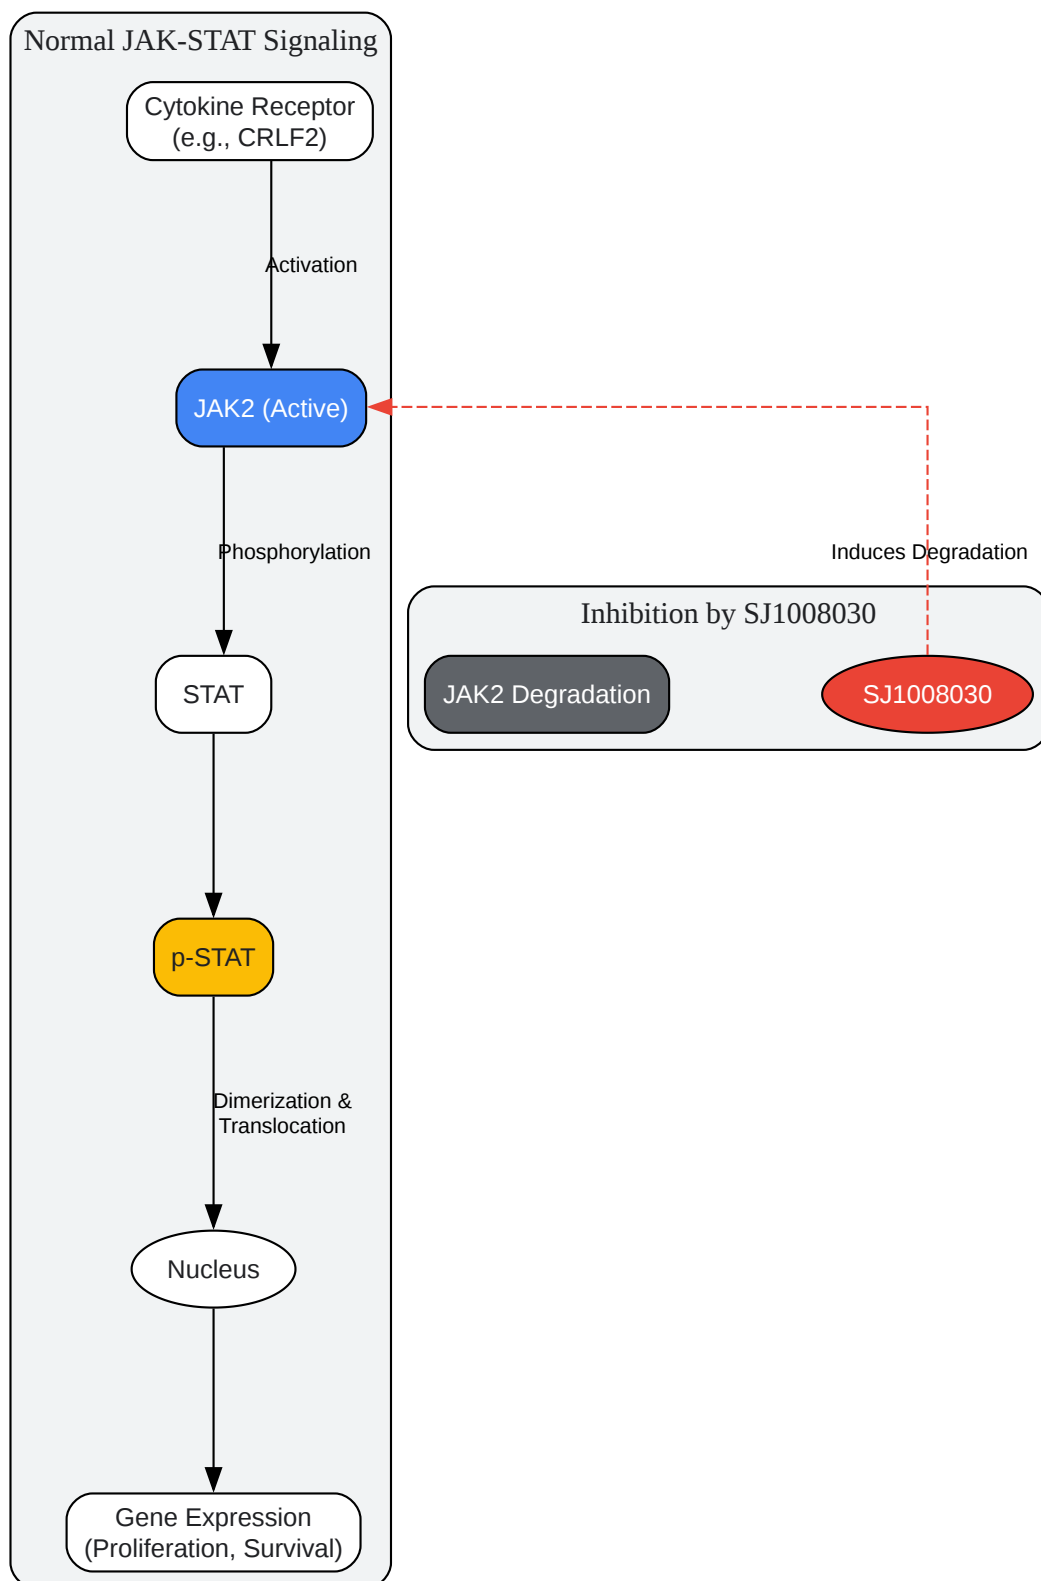 Normal JAK-STAT Signaling
Cytokine Receptor
(e.g., CRLF2)
Activation
JAK2 (Active)
Phosphorylation
Induces Degradation
Inhibition by SJ1008030
STAT
JAK2 Degradation
SJ1008030
p-STAT
Dimerization &
Translocation
Nucleus
Gene Expression
(Proliferation, Survival)